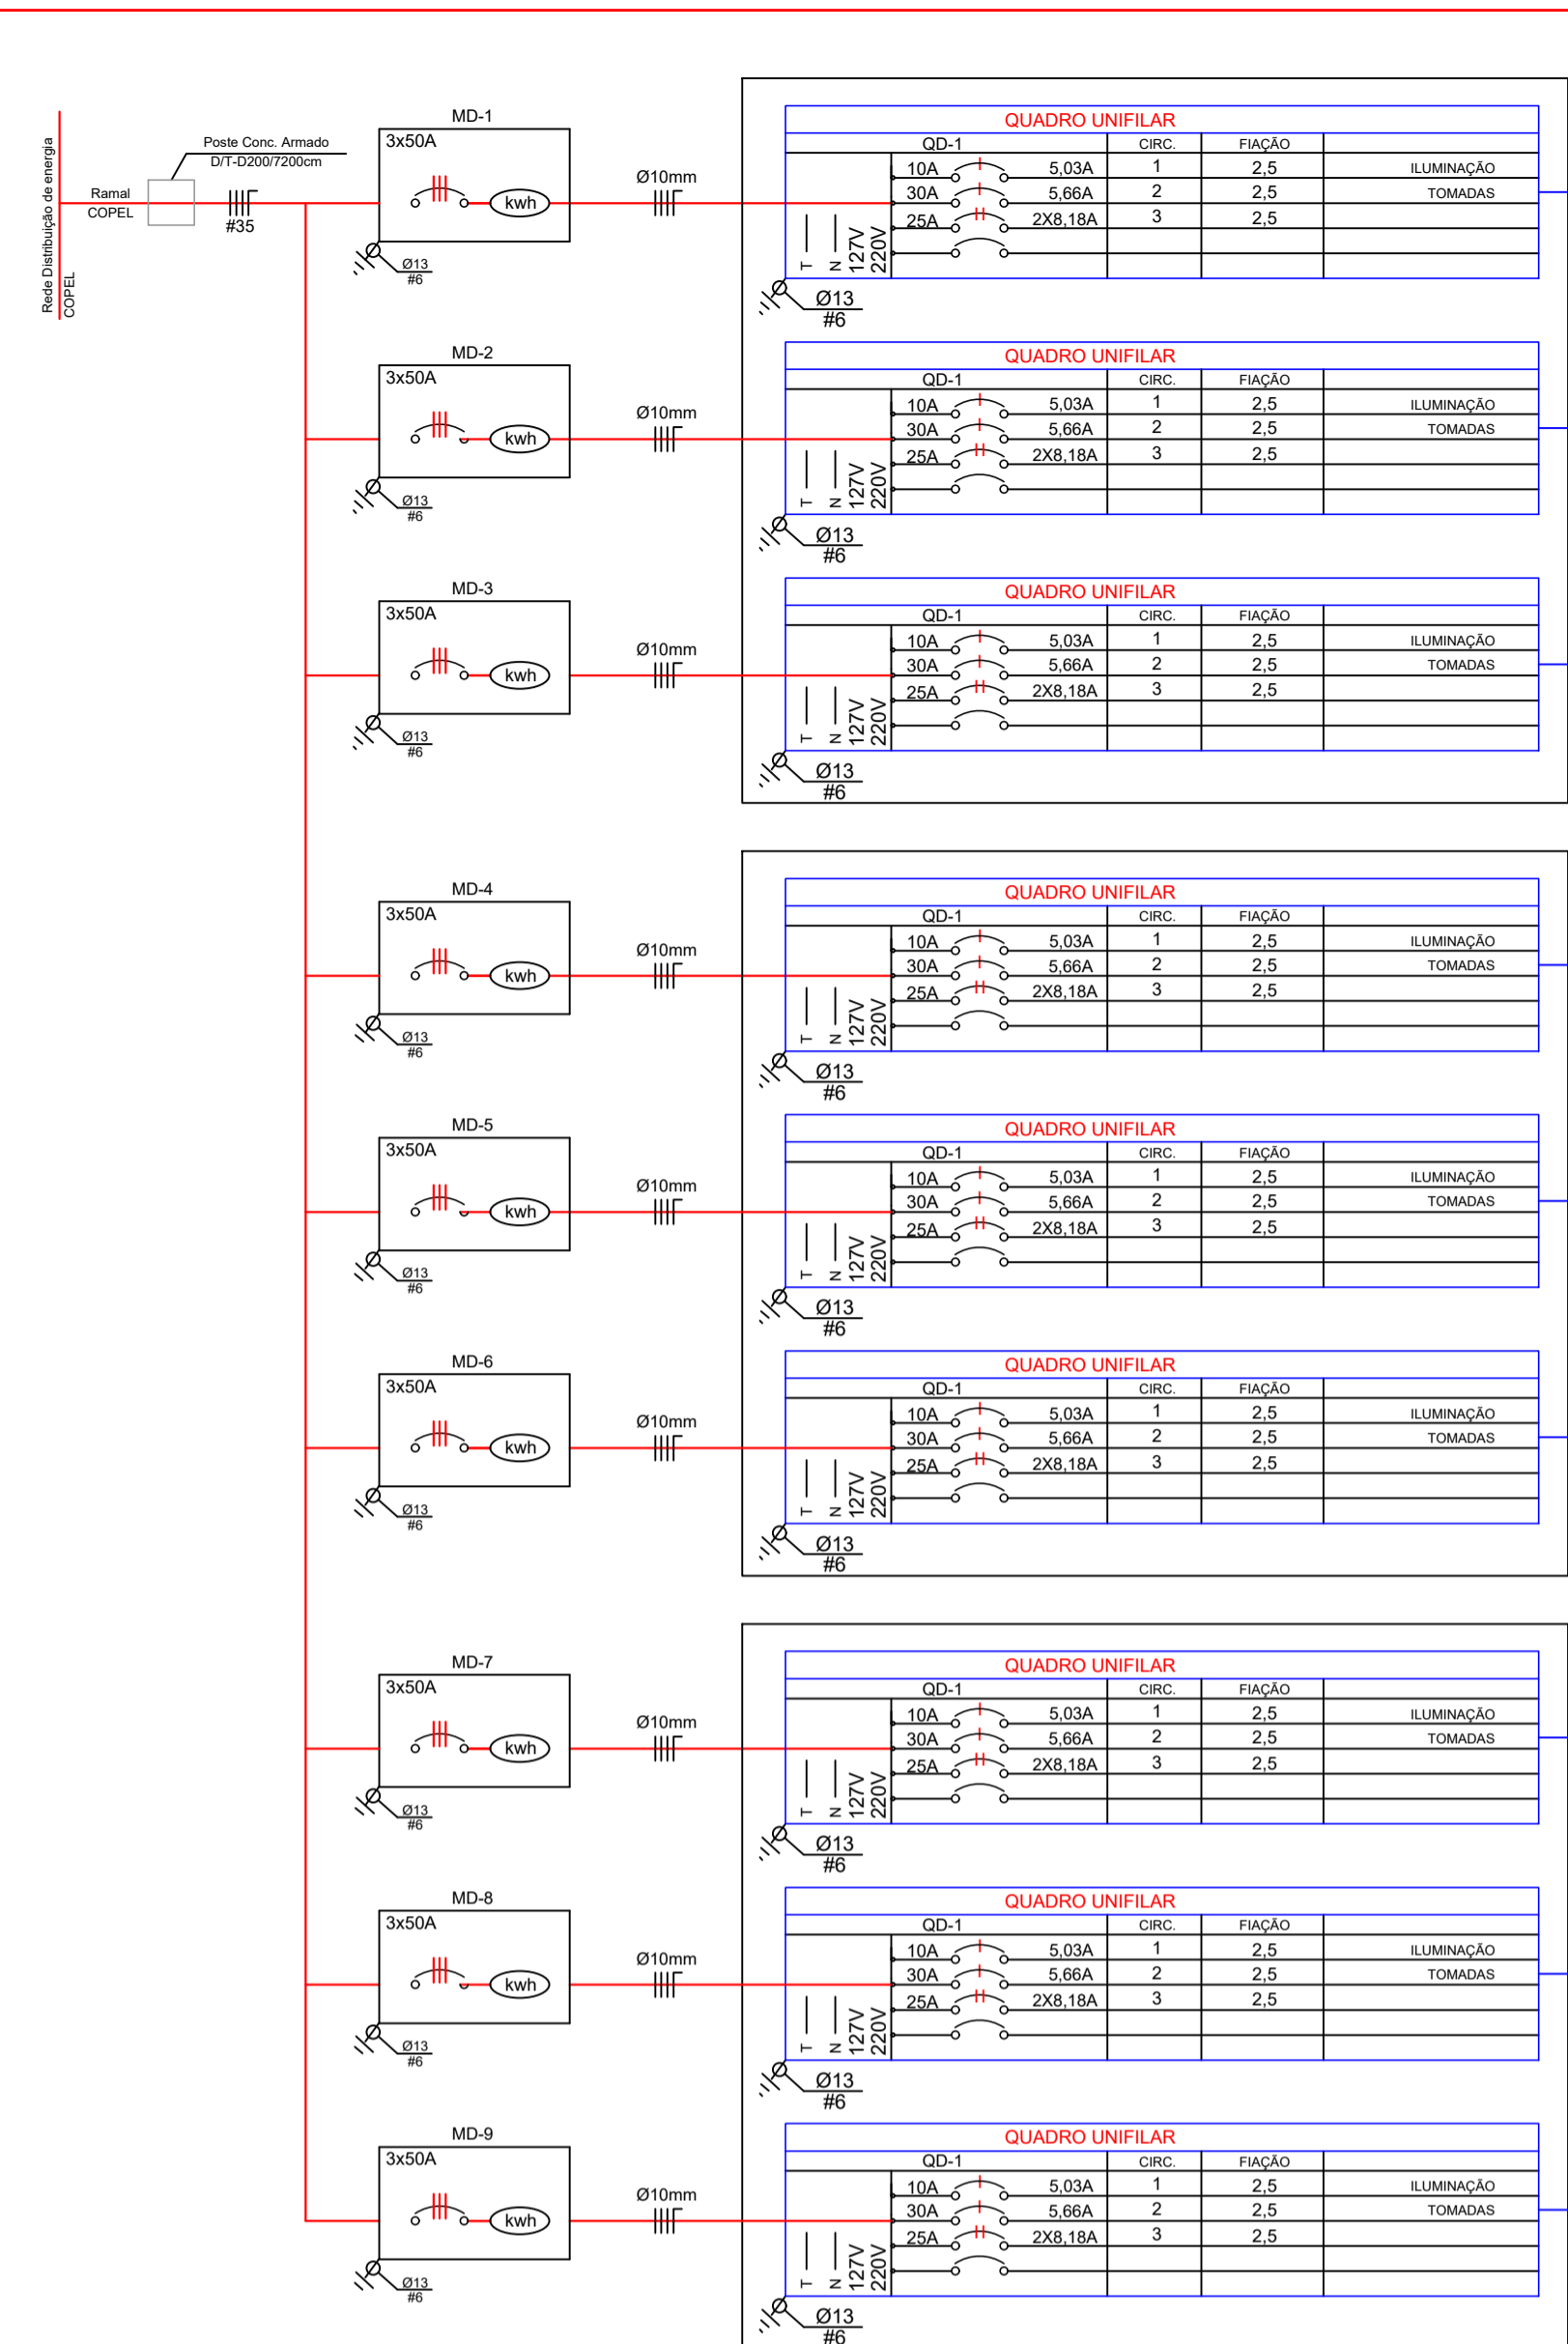 Rede Distribuição de energia
COPEL
Ramal
COPEL
Poste Conc. Armado
D/T-D200/7200cm
#35
MD-1
3x50A
kwh
Ø13
#6
Ø10mm
QUADRO UNIFILAR
QD-1 CIRC. FIAÇÃO
10A 5,03A 1 2,5 ILUMINAÇÃO
30A 5,66A 2 2,5 TOMADAS
25A 2X8,18A 3 2,5
T N 127V 220V
Ø13
#6
MD-2
3x50A
kwh
Ø13
#6
Ø10mm
QUADRO UNIFILAR
QD-1 CIRC. FIAÇÃO
10A 5,03A 1 2,5 ILUMINAÇÃO
30A 5,66A 2 2,5 TOMADAS
25A 2X8,18A 3 2,5
T N 127V 220V
Ø13
#6
MD-3
3x50A
kwh
Ø13
#6
Ø10mm
QUADRO UNIFILAR
QD-1 CIRC. FIAÇÃO
10A 5,03A 1 2,5 ILUMINAÇÃO
30A 5,66A 2 2,5 TOMADAS
25A 2X8,18A 3 2,5
T N 127V 220V
Ø13
#6
MD-4
3x50A
kwh
Ø13
#6
Ø10mm
QUADRO UNIFILAR
QD-1 CIRC. FIAÇÃO
10A 5,03A 1 2,5 ILUMINAÇÃO
30A 5,66A 2 2,5 TOMADAS
25A 2X8,18A 3 2,5
T N 127V 220V
Ø13
#6
MD-5
3x50A
kwh
Ø13
#6
Ø10mm
QUADRO UNIFILAR
QD-1 CIRC. FIAÇÃO
10A 5,03A 1 2,5 ILUMINAÇÃO
30A 5,66A 2 2,5 TOMADAS
25A 2X8,18A 3 2,5
T N 127V 220V
Ø13
#6
MD-6
3x50A
kwh
Ø13
#6
Ø10mm
QUADRO UNIFILAR
QD-1 CIRC. FIAÇÃO
10A 5,03A 1 2,5 ILUMINAÇÃO
30A 5,66A 2 2,5 TOMADAS
25A 2X8,18A 3 2,5
T N 127V 220V
Ø13
#6
MD-7
3x50A
kwh
Ø13
#6
Ø10mm
QUADRO UNIFILAR
QD-1 CIRC. FIAÇÃO
10A 5,03A 1 2,5 ILUMINAÇÃO
30A 5,66A 2 2,5 TOMADAS
25A 2X8,18A 3 2,5
T N 127V 220V
Ø13
#6
MD-8
3x50A
kwh
Ø13
#6
Ø10mm
QUADRO UNIFILAR
QD-1 CIRC. FIAÇÃO
10A 5,03A 1 2,5 ILUMINAÇÃO
30A 5,66A 2 2,5 TOMADAS
25A 2X8,18A 3 2,5
T N 127V 220V
Ø13
#6
MD-9
3x50A
kwh
Ø13
#6
Ø10mm
QUADRO UNIFILAR
QD-1 CIRC. FIAÇÃO
10A 5,03A 1 2,5 ILUMINAÇÃO
30A 5,66A 2 2,5 TOMADAS
25A 2X8,18A 3 2,5
T N 127V 220V
Ø13
#6